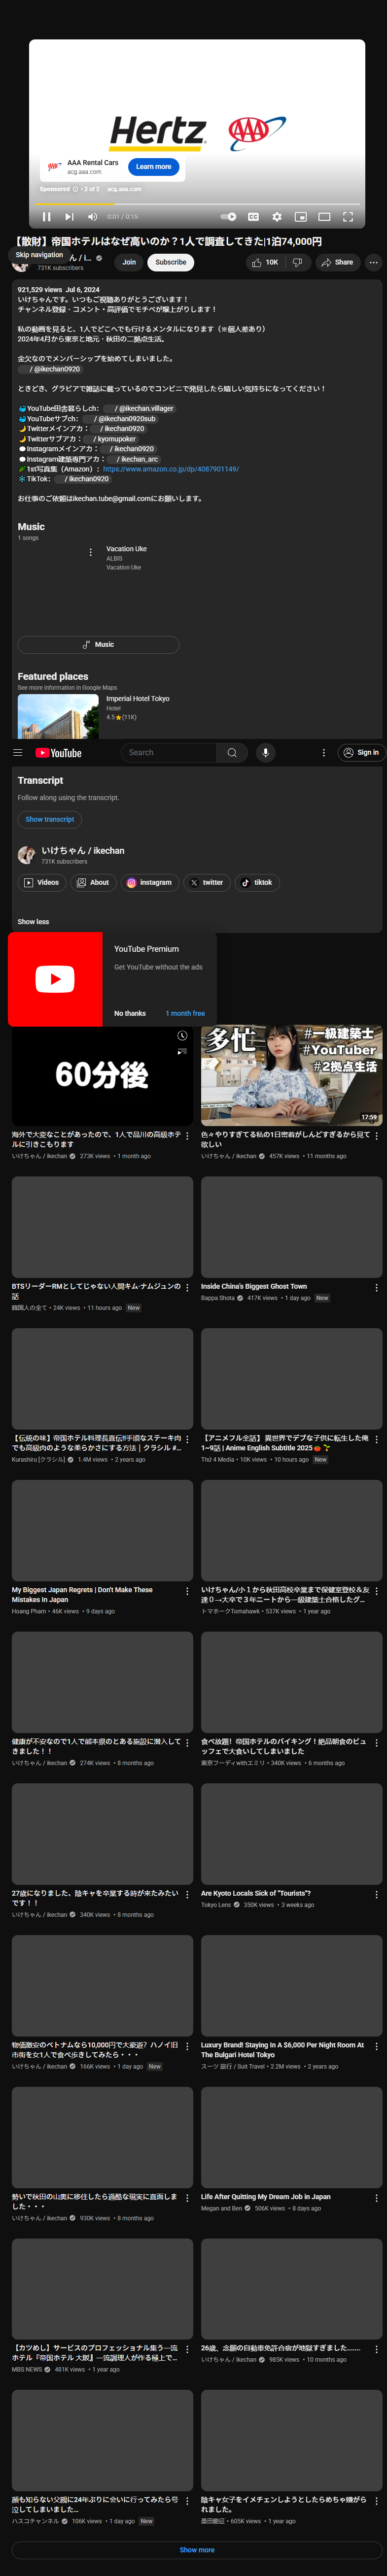 Hertz
AAA
AAA Rental Cars
acg.aaa.com
Learn more
Sponsored • 2 of 2 acg.aaa.com
0:01 / 0:15
【散財】帝国ホテルはなぜ高いのか？1人で調査してきた|1泊74,000円
Skip navigation
731K subscribers
Join
Subscribe
10K
Share
921,529 views Jul 6, 2024
いけちゃんです。いつもご視聴ありがとうございます！
チャンネル登録・コメント・高評価でモチベが爆上がりします！
私の動画を見ると、1人でどこへでも行けるメンタルになります（※個人差あり）
2024年4月から東京と地元・秋田の二拠点生活。
金欠なのでメンバーシップを始めてしまいました。
/ @ikechan0920
ときどき、グラビアで雑誌に載っているのでコンビニで発見したら嬉しい気持ちになってください！
YouTube田舎暮らしch： / @ikechan.villager
YouTubeサブch： / @ikechan0920sub
Twitterメインアカ： / ikechan0920
Twitterサブアカ： / kyomupoker
Instagramメインアカ： / ikechan0920
Instagram建築専門アカ： / ikechan_arc
1st写真集（Amazon）：https://www.amazon.co.jp/dp/4087901149/
TikTok： / ikechan0920
お仕事のご依頼はikechan.tube@gmail.comにお願いします。
Music
1 songs
Vacation Uke
ALBIS
Vacation Uke
Music
Featured places
See more information in Google Maps
Imperial Hotel Tokyo
Hotel
4.5★(11K)
YouTube
Search
Sign in
Transcript
Follow along using the transcript.
Show transcript
いけちゃん / ikechan
731K subscribers
Videos
About
instagram
twitter
tiktok
Show less
YouTube Premium
Get YouTube without the ads
No thanks
1 month free
60分後
多忙
#一級建築士
#YouTuber
#2拠点生活
17:59
海外で大変なことがあったので、1人で品川の高級ホテルに引きこもります
いけちゃん / ikechan 273K views • 1 month ago
色々やりすぎてる私の1日密着がしんどすぎるから見て欲しい
いけちゃん / ikechan 457K views • 11 months ago
BTSリーダーRMとしてじゃない人間キム·ナムジュンの話
韓国人の全て • 24K views • 11 hours ago New
Inside China's Biggest Ghost Town
Bappa Shota 417K views • 1 day ago New
【伝統の味】帝国ホテル料理長直伝!!手頃なステーキ肉でも高級肉のような柔らかさにする方法｜クラシル #...
Kurashiru [クラシル] 1.4M views • 2 years ago
【アニメフル全話】 異世界でデブな子供に転生した俺 1~9話 | Anime English Subtitle 2025
Thử 4 Media • 10K views • 10 hours ago New
My Biggest Japan Regrets | Don't Make These Mistakes In Japan
Hoang Pham • 46K views • 9 days ago
いけちゃん/小１から秋田高校卒業まで保健室登校＆友達０→大卒で３年ニートから一級建築士合格したグ...
トマホークTomahawk • 537K views • 1 year ago
健康が不安なので1人で熊本県のとある施設に潜入してきました！！
いけちゃん / ikechan 274K views • 8 months ago
食べ放題！帝国ホテルのバイキング！絶品朝食のビュッフェで大食いしてしまいました
東京フーディwithエミリ • 340K views • 6 months ago
27歳になりました、陰キャを卒業する時が来たみたいです！！
いけちゃん / ikechan 340K views • 8 months ago
Are Kyoto Locals Sick of "Tourists"?
Tokyo Lens 350K views • 3 weeks ago
物価激安のベトナムなら10,000円で大豪遊？ハノイ旧市街を女1人で食べ歩きしてみたら・・・
いけちゃん / ikechan 166K views • 1 day ago New
Luxury Brand! Staying In A $6,000 Per Night Room At The Bulgari Hotel Tokyo
スーツ 旅行 / Suit Travel • 2.2M views • 2 years ago
勢いで秋田の山奥に移住したら過酷な現実に直面しました・・・
いけちゃん / ikechan 930K views • 8 months ago
Life After Quitting My Dream Job in Japan
Megan and Ben 506K views • 8 days ago
【カツめし】サービスのプロフェッショナル集う一流ホテル『帝国ホテル 大阪』一流調理人が作る極上で...
MBS NEWS 481K views • 1 year ago
26歳、念願の自動車免許合宿が地獄すぎました.......
いけちゃん / ikechan 985K views • 10 months ago
顔も知らない父親に24年ぶりに会いに行ってみたら号泣してしまいました...
ハスコチャンネル 106K views • 1 day ago New
陰キャ女子をイメチェンしようとしたらめちゃ嫌がられました。
605K views • 1 year ago
Show more